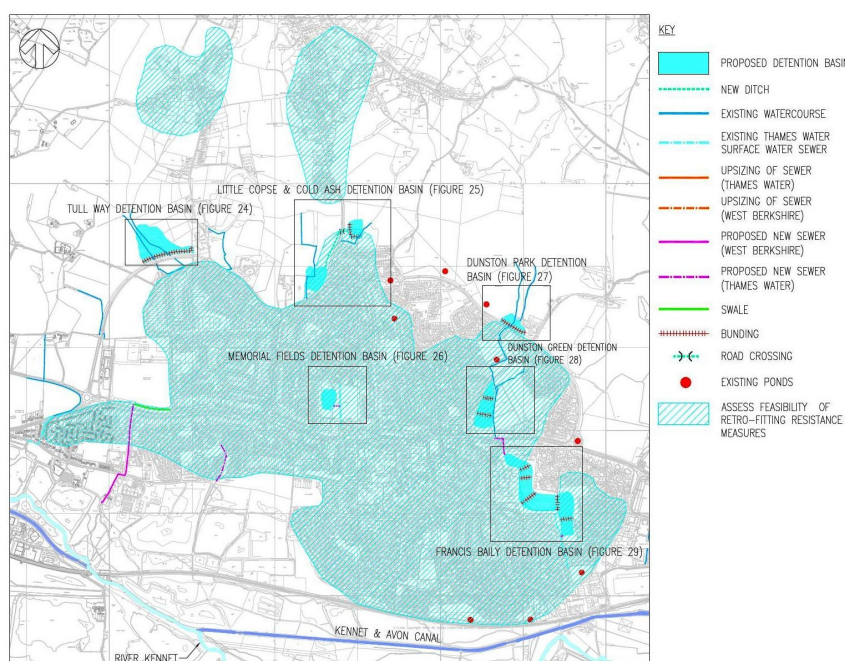 KEY
PROPOSED DETENTION BASIN
NEW DITCH
EXISTING WATERCOURSE
EXISTING THAMES WATER
SURFACE WATER SEWER
UPSIZING OF SEWER
(THAMES WATER)
UPSIZING OF SEWER
(WEST BERKSHIRE)
PROPOSED NEW SEWER
(WEST BERKSHIRE)
PROPOSED NEW SEWER
(THAMES WATER)
SWALE
BUNDING
ROAD CROSSING
EXISTING PONDS
ASSESS FEASIBILITY OF
RETRO-FITTING RESISTANCE
MEASURES
LITTLE COPSE & COLD ASH DETENTION BASIN (FIGURE 25)
TULL WAY DETENTION BASIN (FIGURE 24)
DUNSTON PARK DETENTION
BASIN (FIGURE 27)
DUNSTON GREEN DETENTION
BASIN (FIGURE 28)
MEMORIAL FIELDS DETENTION BASIN (FIGURE 26)
FRANCIS BAILY DETENTION BASIN (FIGURE 29)
KENNET & AVON CANAL
RIVER KENNET